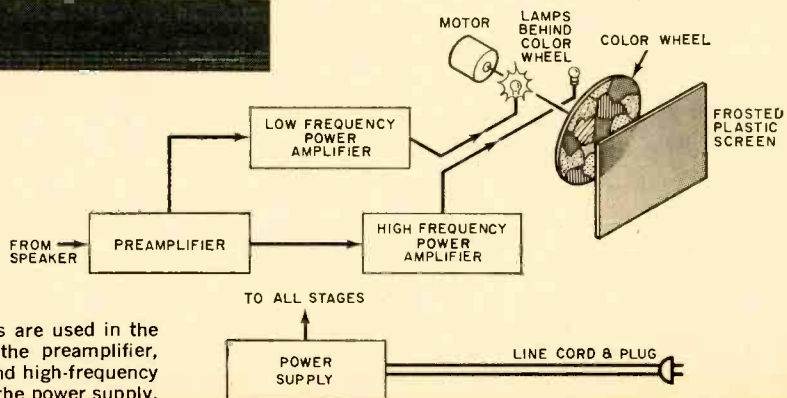 MOTOR
LAMPS
BEHIND
COLOR
WHEEL
COLOR WHEEL
FROSTED
PLASTIC
SCREEN
LOW FREQUENCY
POWER
AMPLIFIER
FROM
SPEAKER
PREAMPLIFIER
HIGH FREQUENCY
POWER
AMPLIFIER
TO ALL STAGES
POWER
SUPPLY
LINE CORD & PLUG
s are used in the
the preamplifier,
nd high-frequency
the power supply.